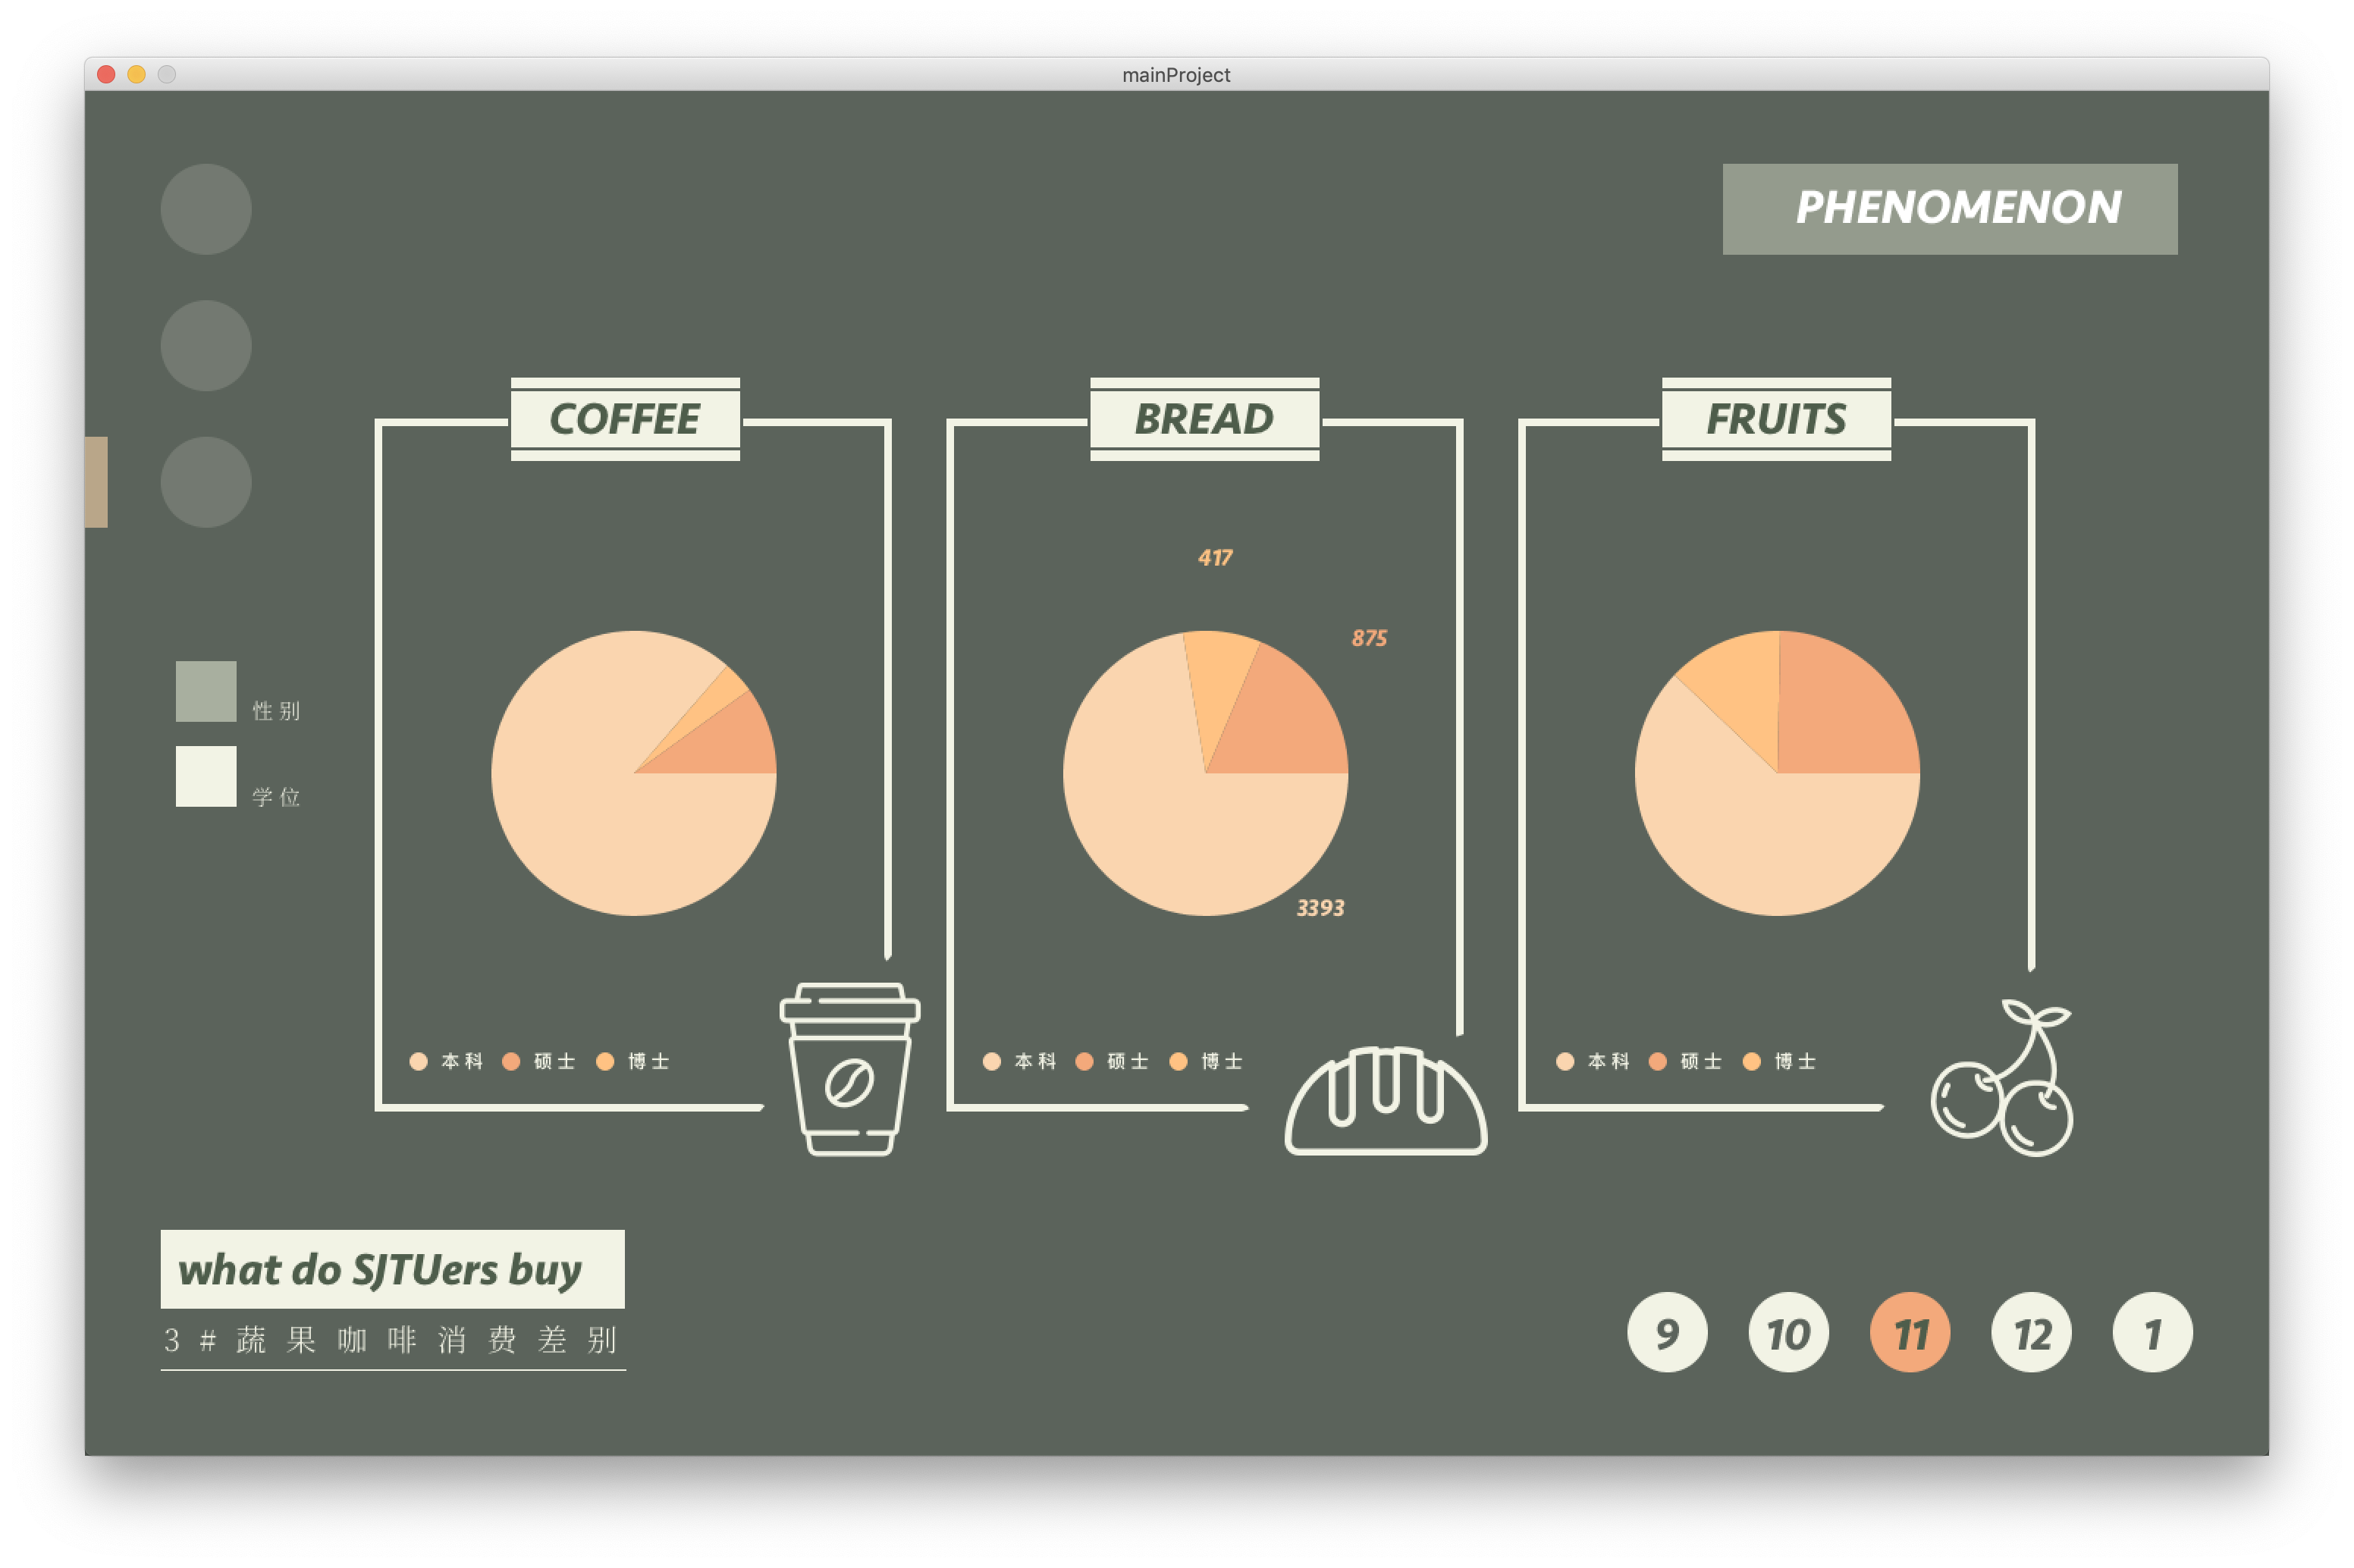 mainProject
PHENOMENON
COFFEE
BREAD
FRUITS
417
875
3393
性别
学位
本科 硕士 博士
本科 硕士 博士
本科 硕士 博士
what do SJTUers buy
3#蔬果咖啡消费差别
9 10 11 12 1